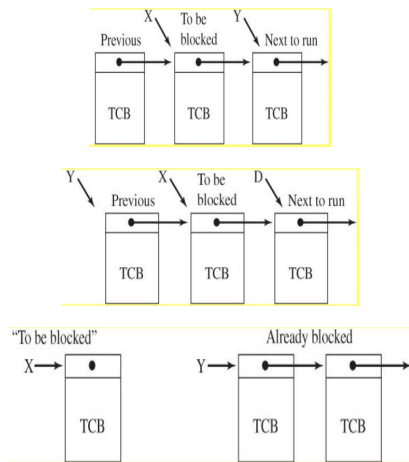 X To be Y
Previous blocked Next to run
TCB TCB TCB
Y X To be D
Previous blocked Next to run
TCB TCB TCB
“To be blocked” Already blocked
X Y
TCB TCB TCB